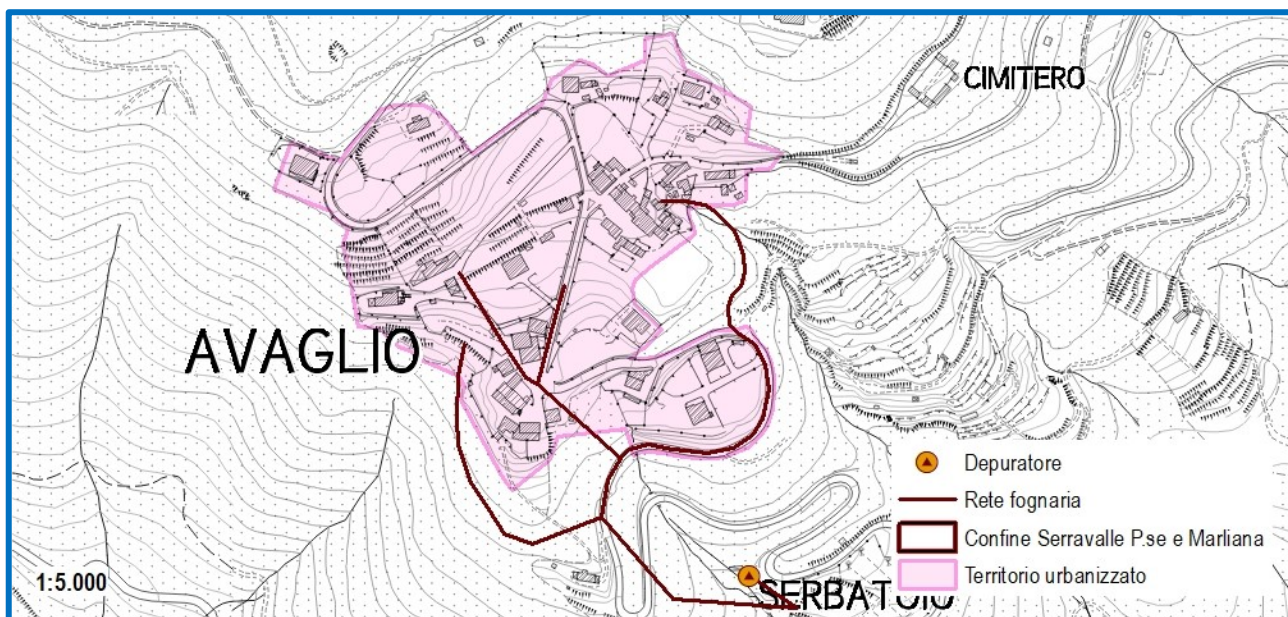 CIMITERO
AVAGLIO
Depuratore
Rete fognaria
Confine Serravalle P.se e Marliana
Territorio urbanizzato
1:5.000
SERBATOIO